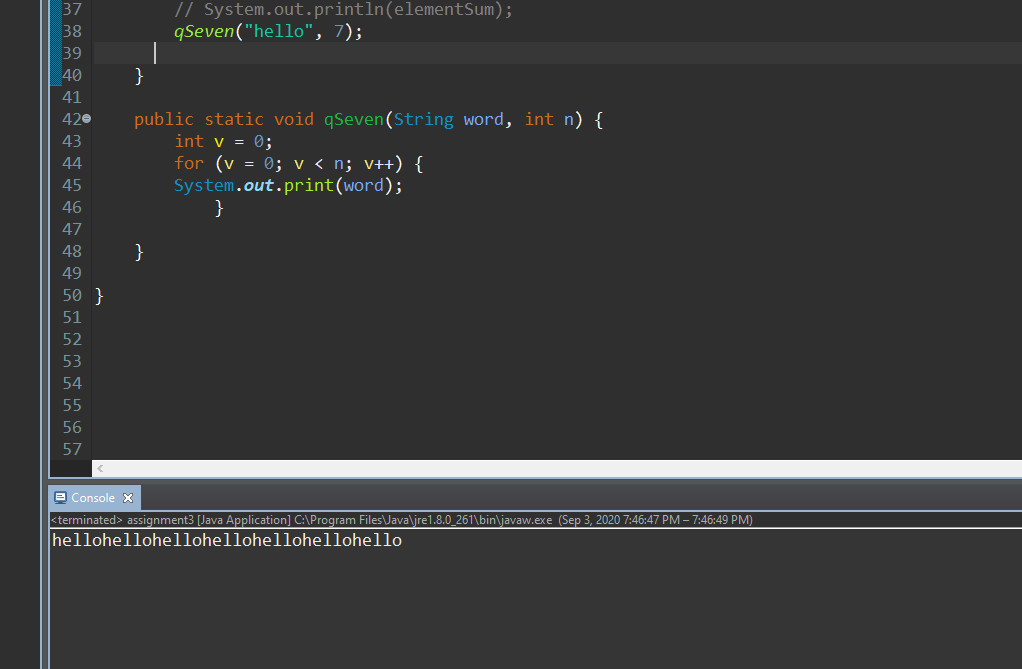 37 // System.out.println(elementSum);
38 qSeven("hello", 7);
39
40 }
41
42 public static void qSeven(String word, int n) {
43 int v = 0;
44 for (v = 0; v < n; v++) {
45 System.out.print(word);
46 }
47
48 }
49
50 }
51
52
53
54
55
56
57
Console
<terminated> assignment3 [Java Application] C:\Program Files\Java\jre1.8.0_261\bin\javaw.exe (Sep 3, 2020 7:46:47 PM – 7:46:49 PM)
hellohellohellohellohellohellohello